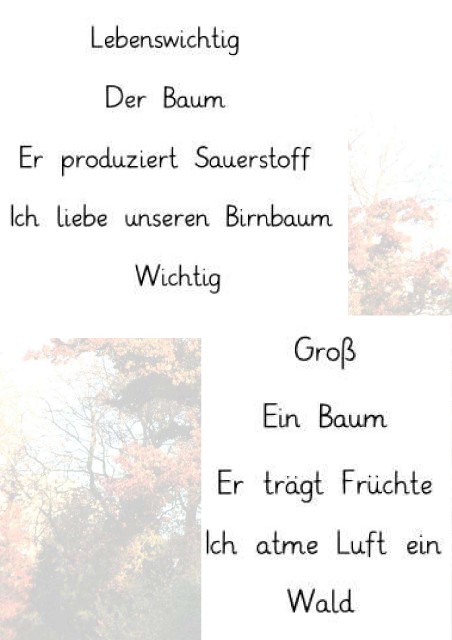 Lebenswichtig
Der Baum
Er produziert Sauerstoff
Ich liebe unseren Birnbaum
Wichtig
Groß
Ein Baum
Er trägt Früchte
Ich atme Luft ein
Wald